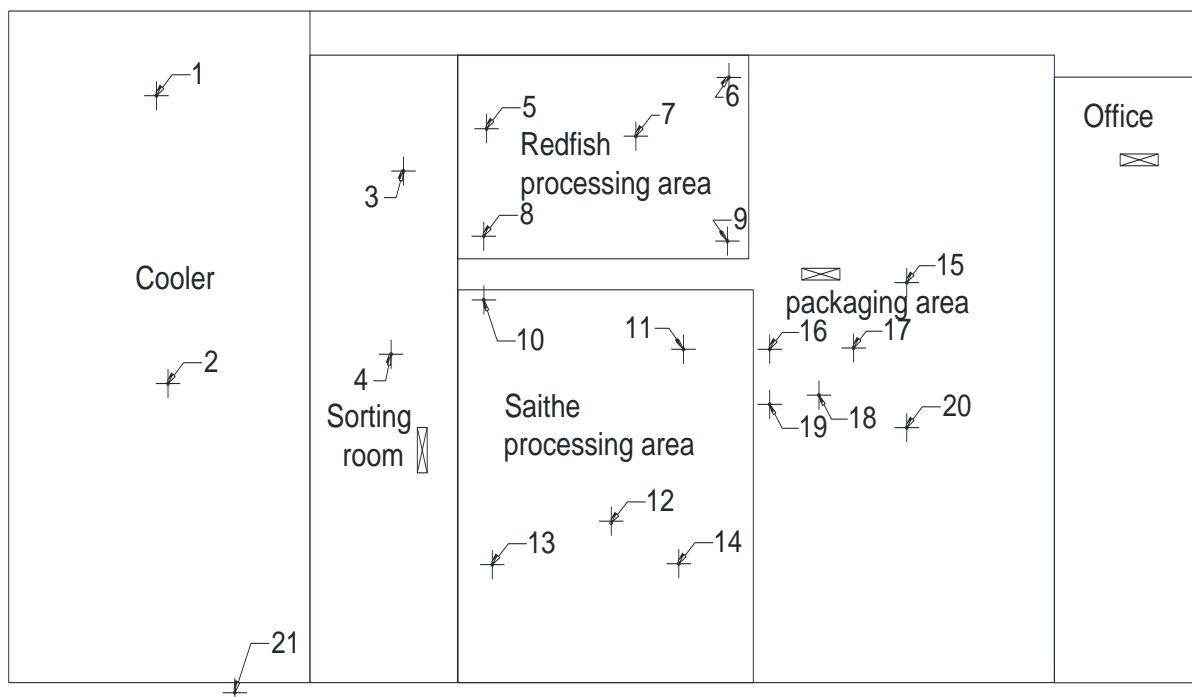 1
6
Office
5
7
Redfish
processing area
3
8
9
Cooler
15
packaging area
10
11
16
17
2
4
Saithe
18
20
Sorting
19
processing area
room
12
13
14
21